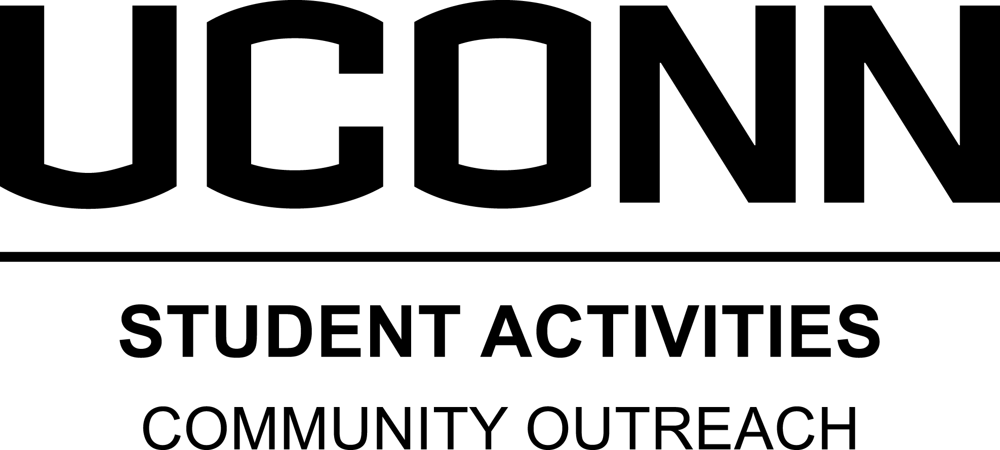 UCONN
STUDENT ACTIVITIES
COMMUNITY OUTREACH